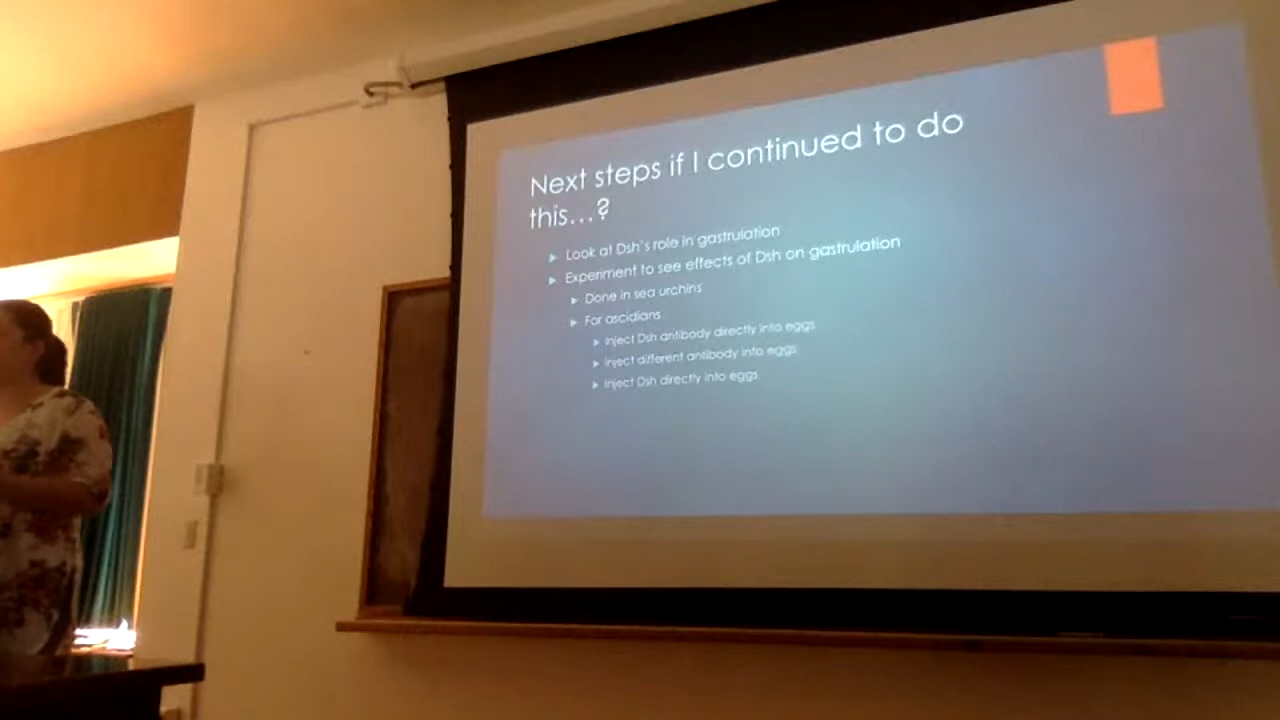 Next steps if I continued to do
this...?
Look at Dsh's role in gastrulation
Experiment to see effects of Dsh on gastrulation
Done in sea urchins
For ascidians
Inject Dsh antibody directly into eggs
Inject different antibody into eggs
Inject Dsh directly into eggs